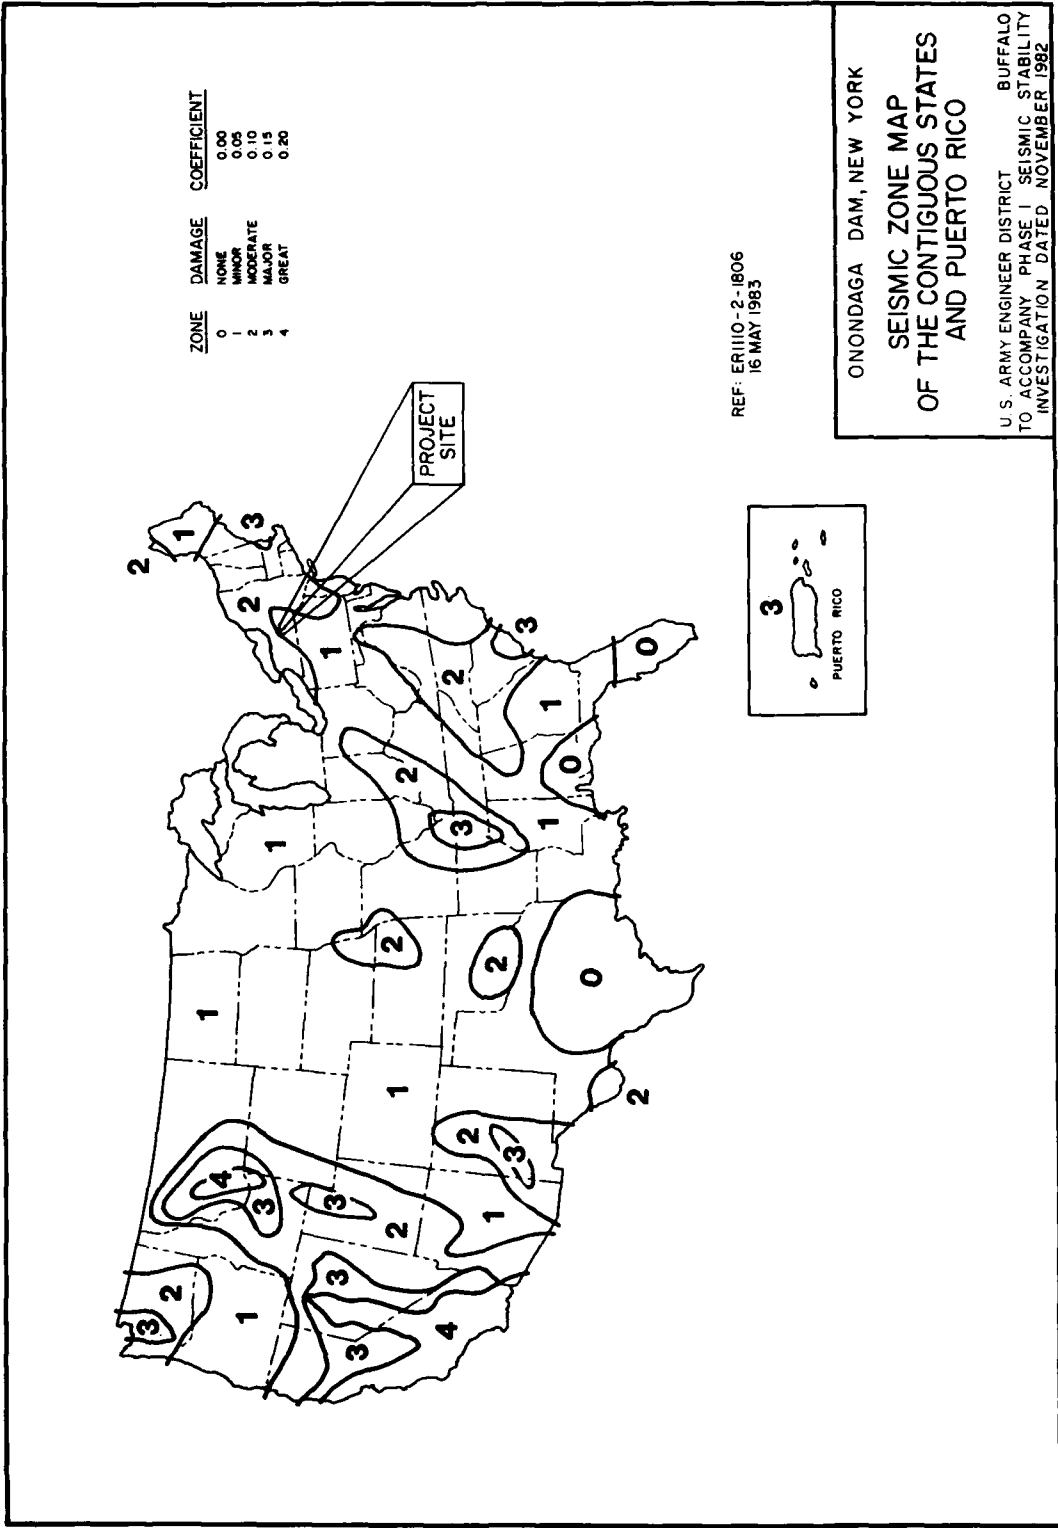 ZONE DAMAGE COEFFICIENT
0 NONE 0.00
1 MINOR 0.05
2 MODERATE 0.10
3 MAJOR 0.15
4 GREAT 0.20
2
1
3
2
1
PROJECT
SITE
2
3
1
0
0
1
2
3
1
1
2
2
0
1
1
2
3
2
4
3
3
2
1
2
3
1
3
3
4
REF: ER1110-2-1806
16 MAY 1983
3
PUERTO RICO
ONONDAGA DAM, NEW YORK
SEISMIC ZONE MAP
OF THE CONTIGUOUS STATES
AND PUERTO RICO
U.S. ARMY ENGINEER DISTRICT BUFFALO
TO ACCOMPANY PHASE I SEISMIC STABILITY
INVESTIGATION DATED NOVEMBER 1982